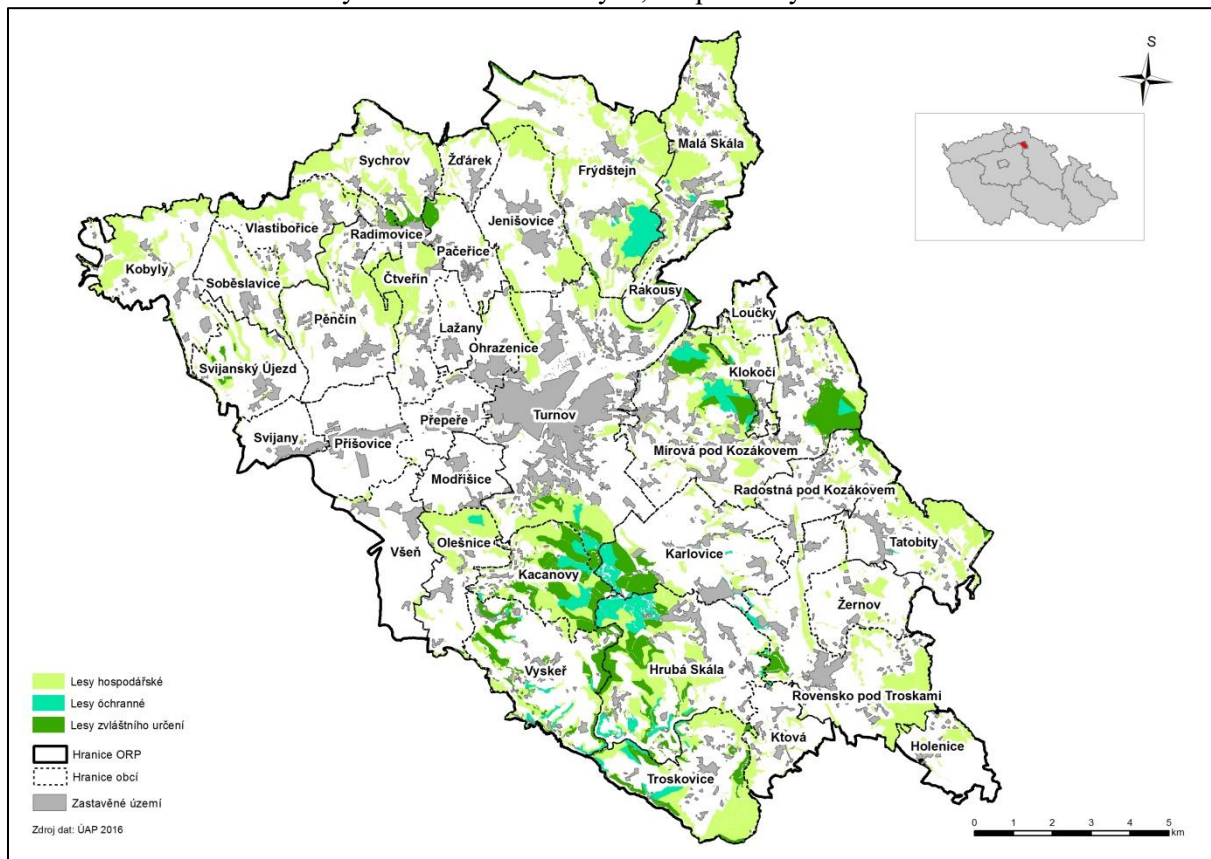 S
Malá Skála
Sychrov
Žďárek
Frýdštejn
Jenišovice
Vlastibořice
Radimovice
Pačeřice
Kobyly
Čtveřín
Soběslavice
Rakousy
Pěnčín
Loučky
Lažany
Ohrazenice
Svijanský Újezd
Klokočí
Turnov
Přepeře
Svijany
Příšovice
Mírová pod Kozákovem
Modřišice
Radostná pod Kozákovem
Olešnice
Všeň
Karlovice
Tatobity
Kacanovy
Žernov
Vyskeř
Hrubá Skála
Rovensko pod Troskami
Ktová
Holenice
Troskovice
Lesy hospodářské
Lesy ochranné
Lesy zvláštního určení
Hranice ORP
Hranice obcí
Zastavěné území
Zdroj dat: ÚAP 2016
0 1 2 3 4 5
km